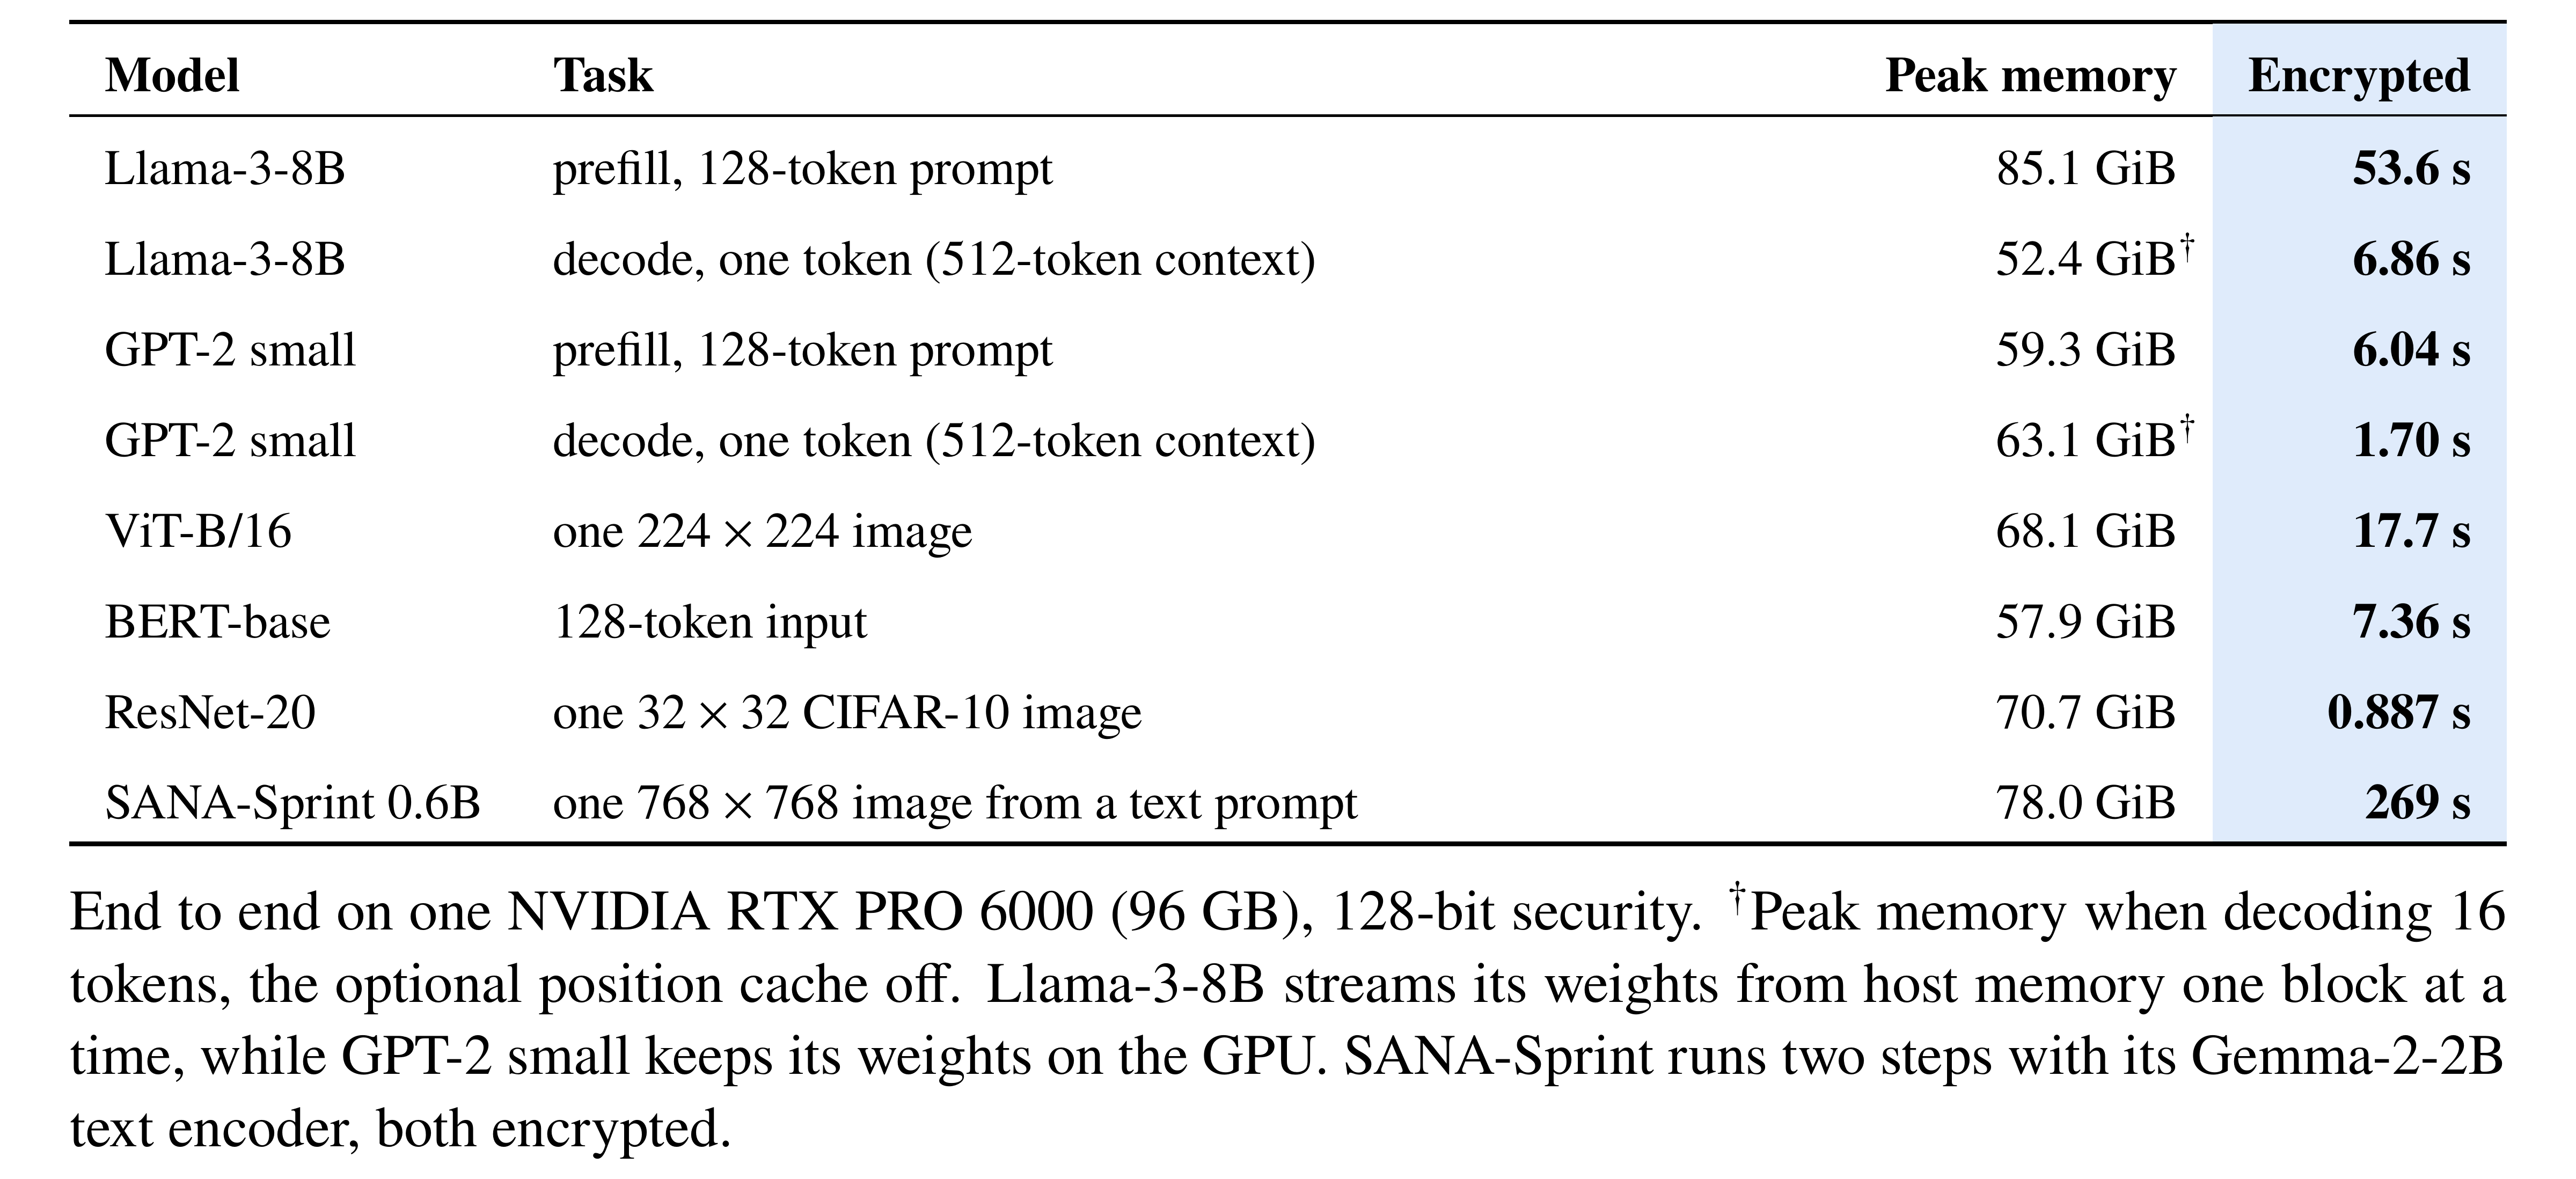 Model Task Peak memory Encrypted
Llama-3-8B prefill, 128-token prompt 85.1 GiB 53.6 s
Llama-3-8B decode, one token (512-token context) 52.4 GiB† 6.86 s
GPT-2 small prefill, 128-token prompt 59.3 GiB 6.04 s
GPT-2 small decode, one token (512-token context) 63.1 GiB† 1.70 s
ViT-B/16 one 224 × 224 image 68.1 GiB 17.7 s
BERT-base 128-token input 57.9 GiB 7.36 s
ResNet-20 one 32 × 32 CIFAR-10 image 70.7 GiB 0.887 s
SANA-Sprint 0.6B one 768 × 768 image from a text prompt 78.0 GiB 269 s
End to end on one NVIDIA RTX PRO 6000 (96 GB), 128-bit security. †Peak memory when decoding 16
tokens, the optional position cache off. Llama-3-8B streams its weights from host memory one block at a
time, while GPT-2 small keeps its weights on the GPU. SANA-Sprint runs two steps with its Gemma-2-2B
text encoder, both encrypted.